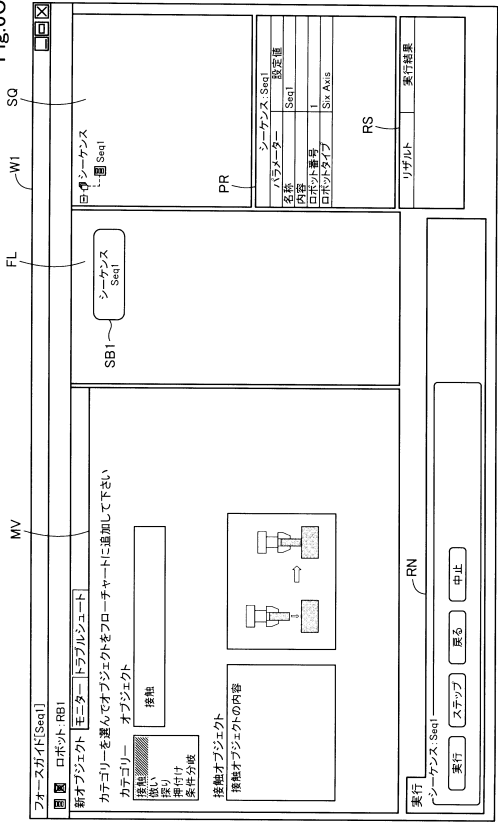 Fig.6C
W1
SQ
FL
MV
フォースガイド[Seq1]
ロボット:RB1
新オブジェクト モニター トラブルシュート
カテゴリーを選んでオブジェクトをフローチャートに追加して下さい
カテゴリー
接触
倣い
探り
押付け
条件分岐
オブジェクト
接触
接触オブジェクト
接触オブジェクトの内容
シーケンス
Seq1
SB1
シーケンス
Seq1
PR
シーケンス:Seq1
パラメーター 設定値
名称 Seq1
内容
ロボット番号 1
ロボットタイプ Six Axis
RS
リザルト 実行結果
RN
実行
シーケンス:Seq1
実行 ステップ 戻る 中止